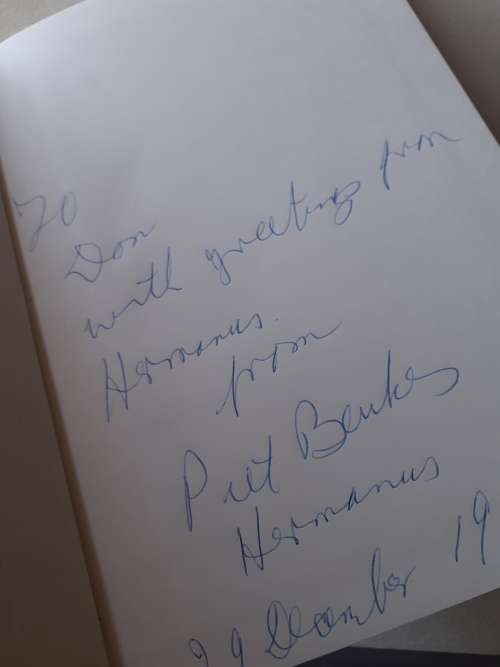 To
Don
with greetings from
Hermanus.
from
Piet Beukes
Hermanus
29 December 19